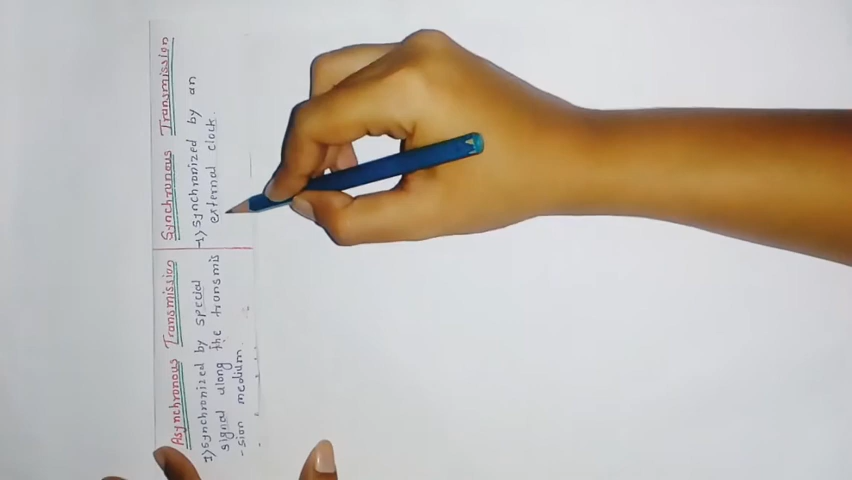 Asynchronous Transmission
1) Synchronized by special
signal along the transmis
-sion medium.
Synchronous Transmission
1) Synchronized by an
external clock.